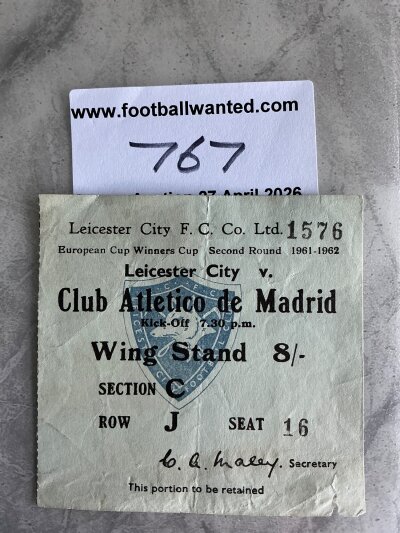 www.footballwanted.com
767
Auction 27 April 2026
Leicester City F. C. Co. Ltd. 1576
European Cup Winners Cup Second Round 1961-1962
Leicester City v.
Club Atletico de Madrid
Kick-Off 7.30 p.m.
Wing Stand 8/-
SECTION C
ROW J SEAT 16
C. A. Maley. Secretary
This portion to be retained